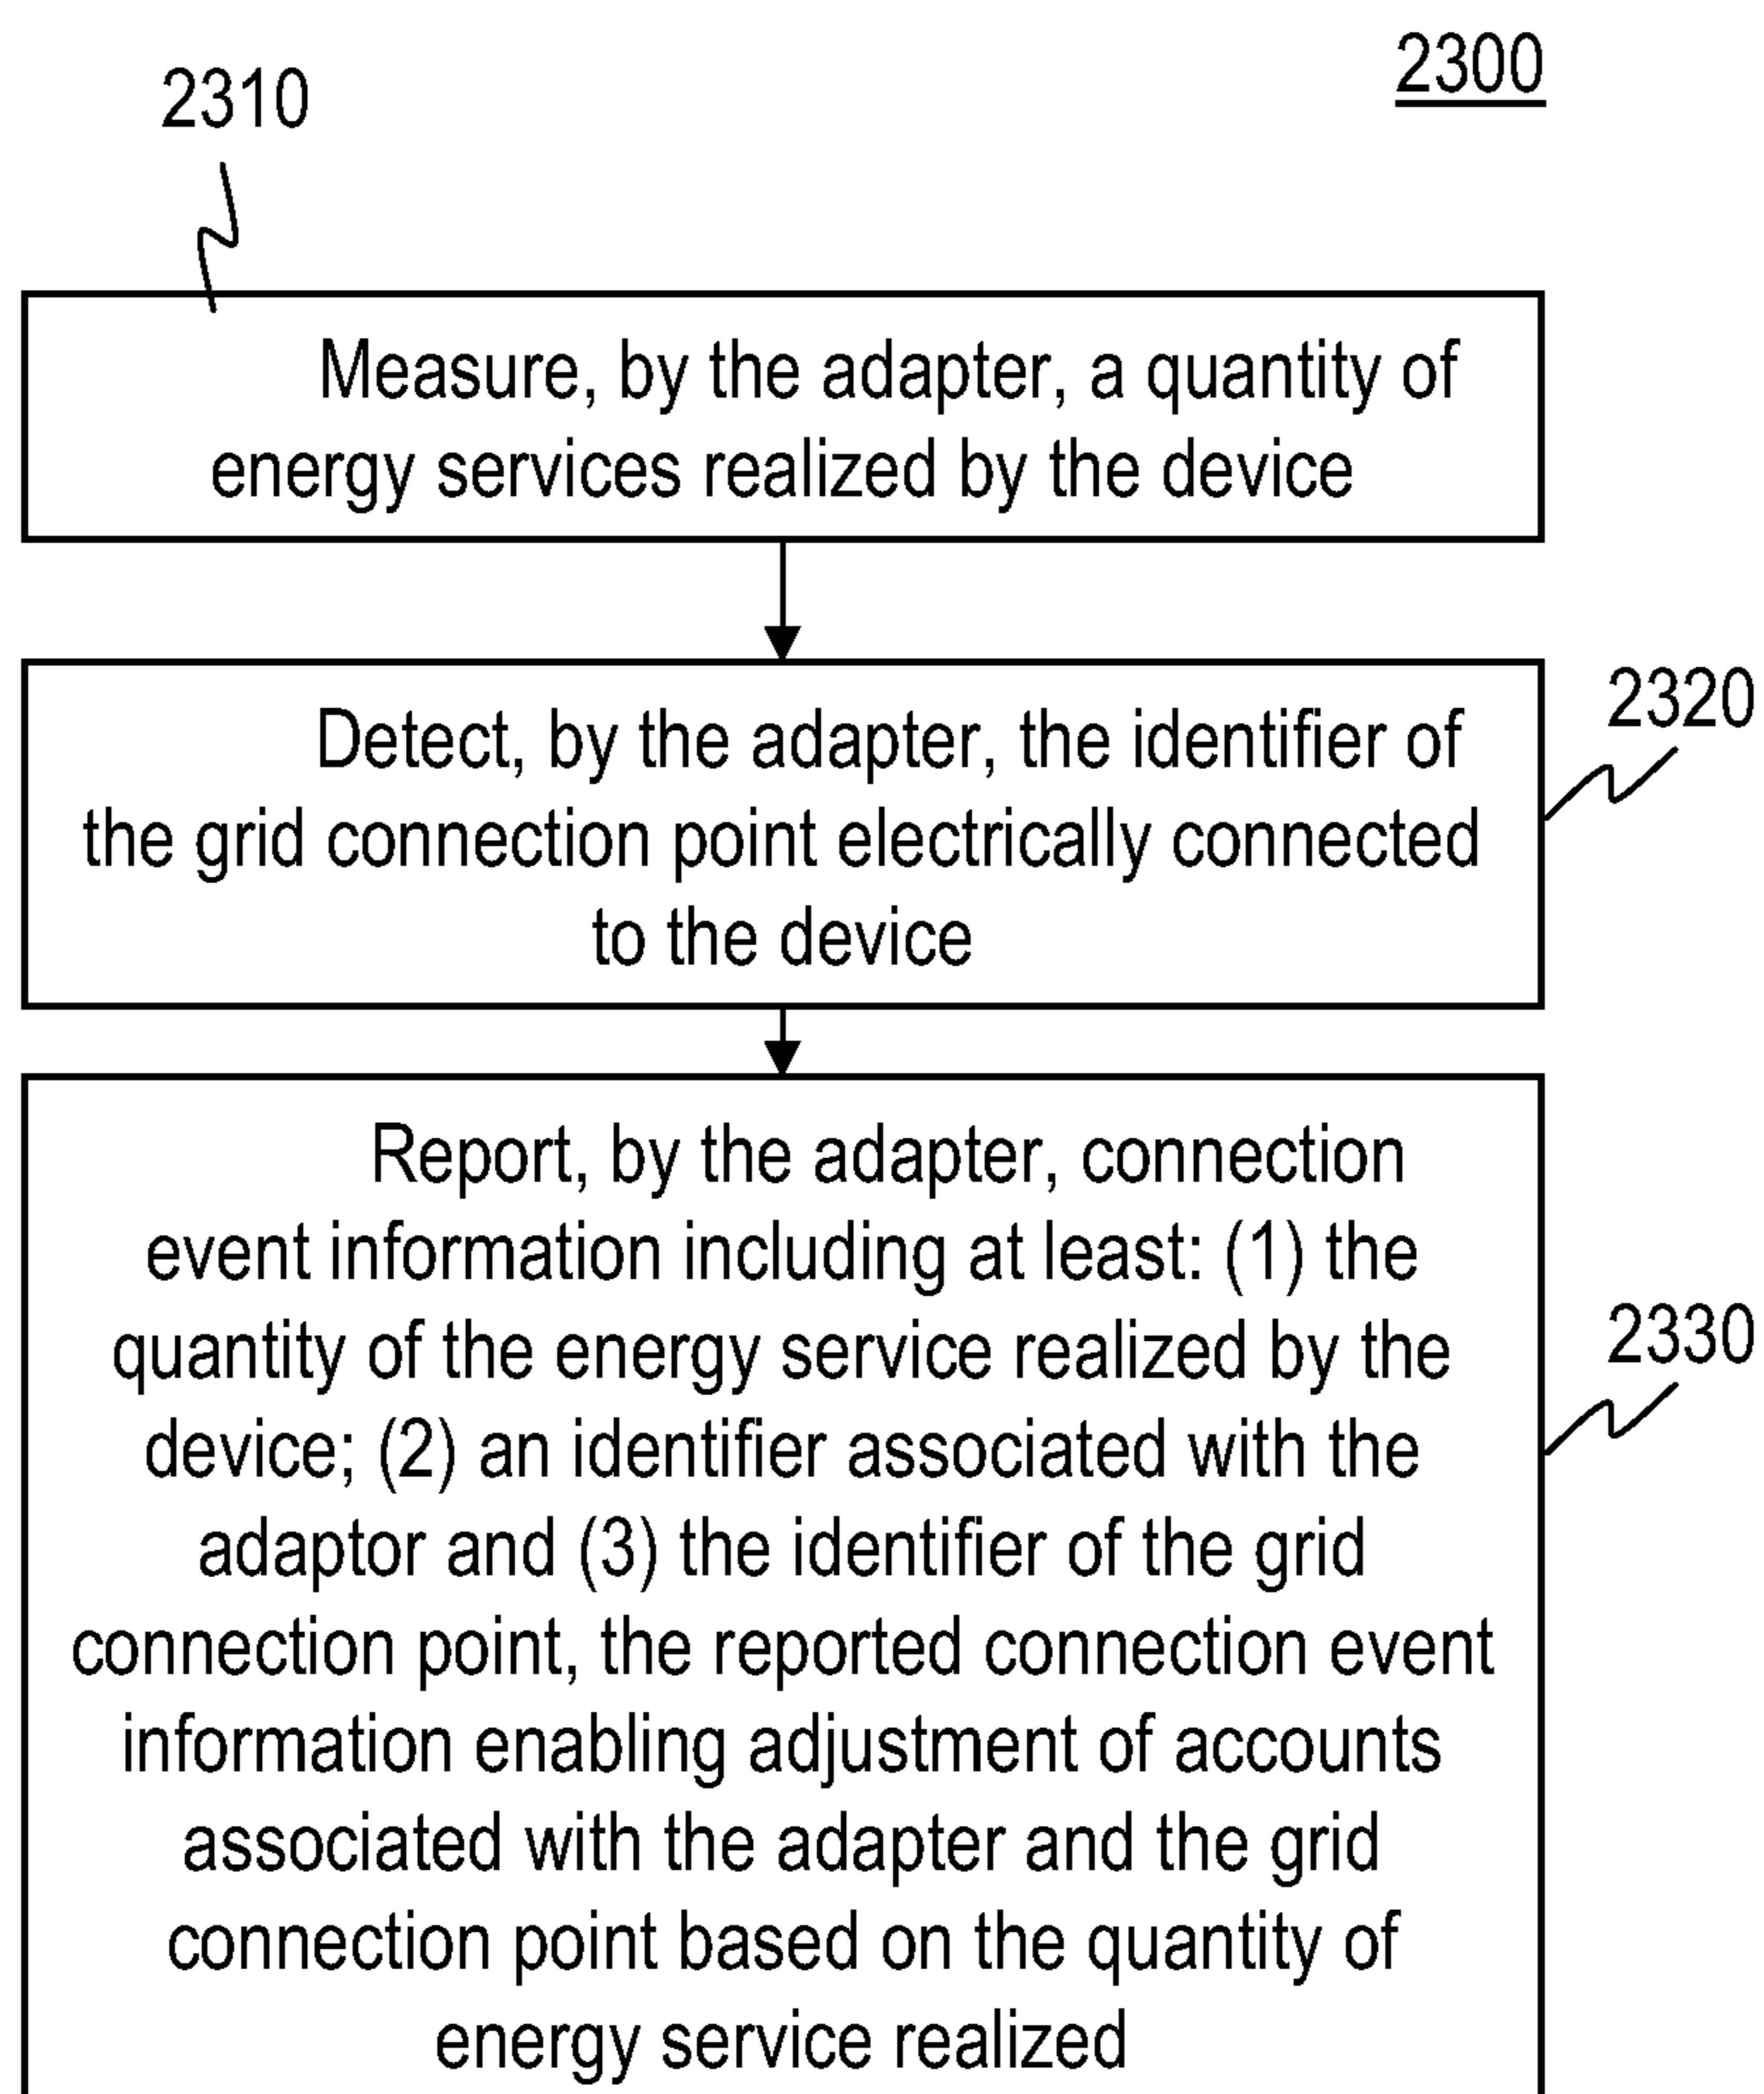 2300
2310
Measure, by the adapter, a quantity of
energy services realized by the device
2320
Detect, by the adapter, the identifier of
the grid connection point electrically connected
to the device
Report, by the adapter, connection
event information including at least: (1) the
quantity of the energy service realized by the
device; (2) an identifier associated with the
adaptor and (3) the identifier of the grid
connection point, the reported connection event
information enabling adjustment of accounts
associated with the adapter and the grid
connection point based on the quantity of
energy service realized
2330